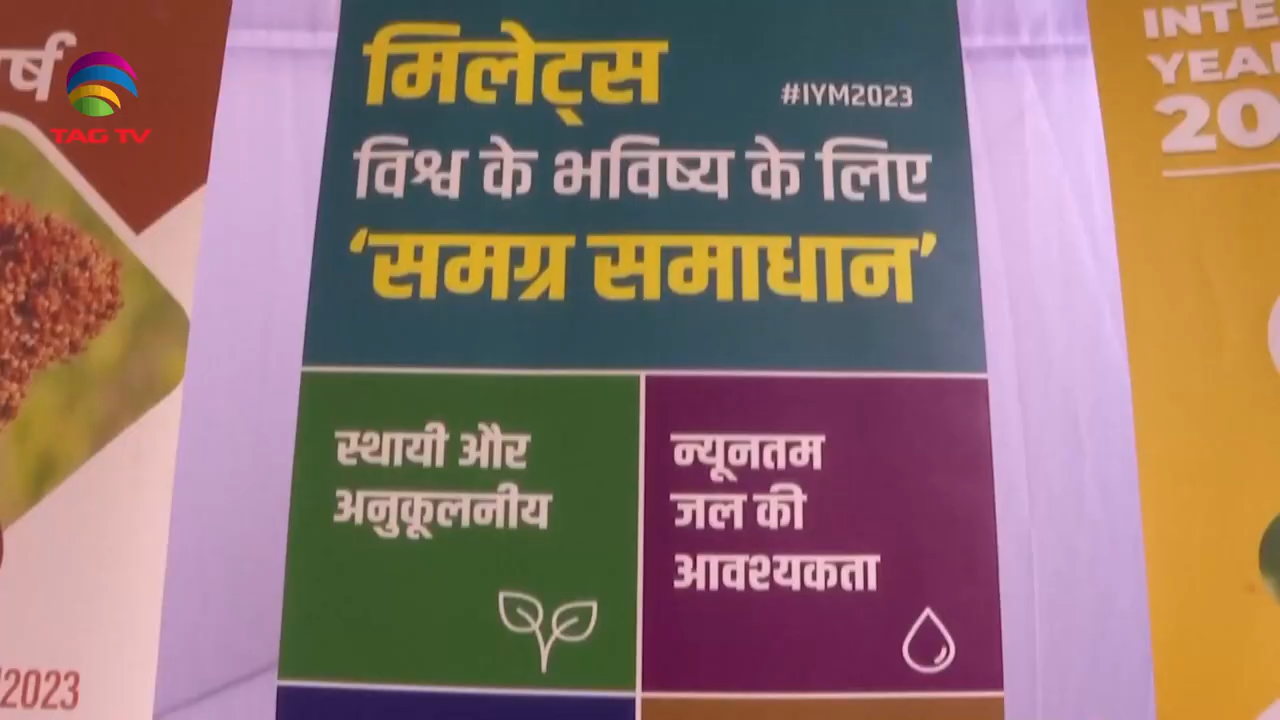 TAG TV
मिलेट्स
#IYM2023
विश्व के भविष्य के लिए
'समग्र समाधान'
स्थायी और
अनुकूलनीय
न्यूनतम
जल की
आवश्यकता
2023